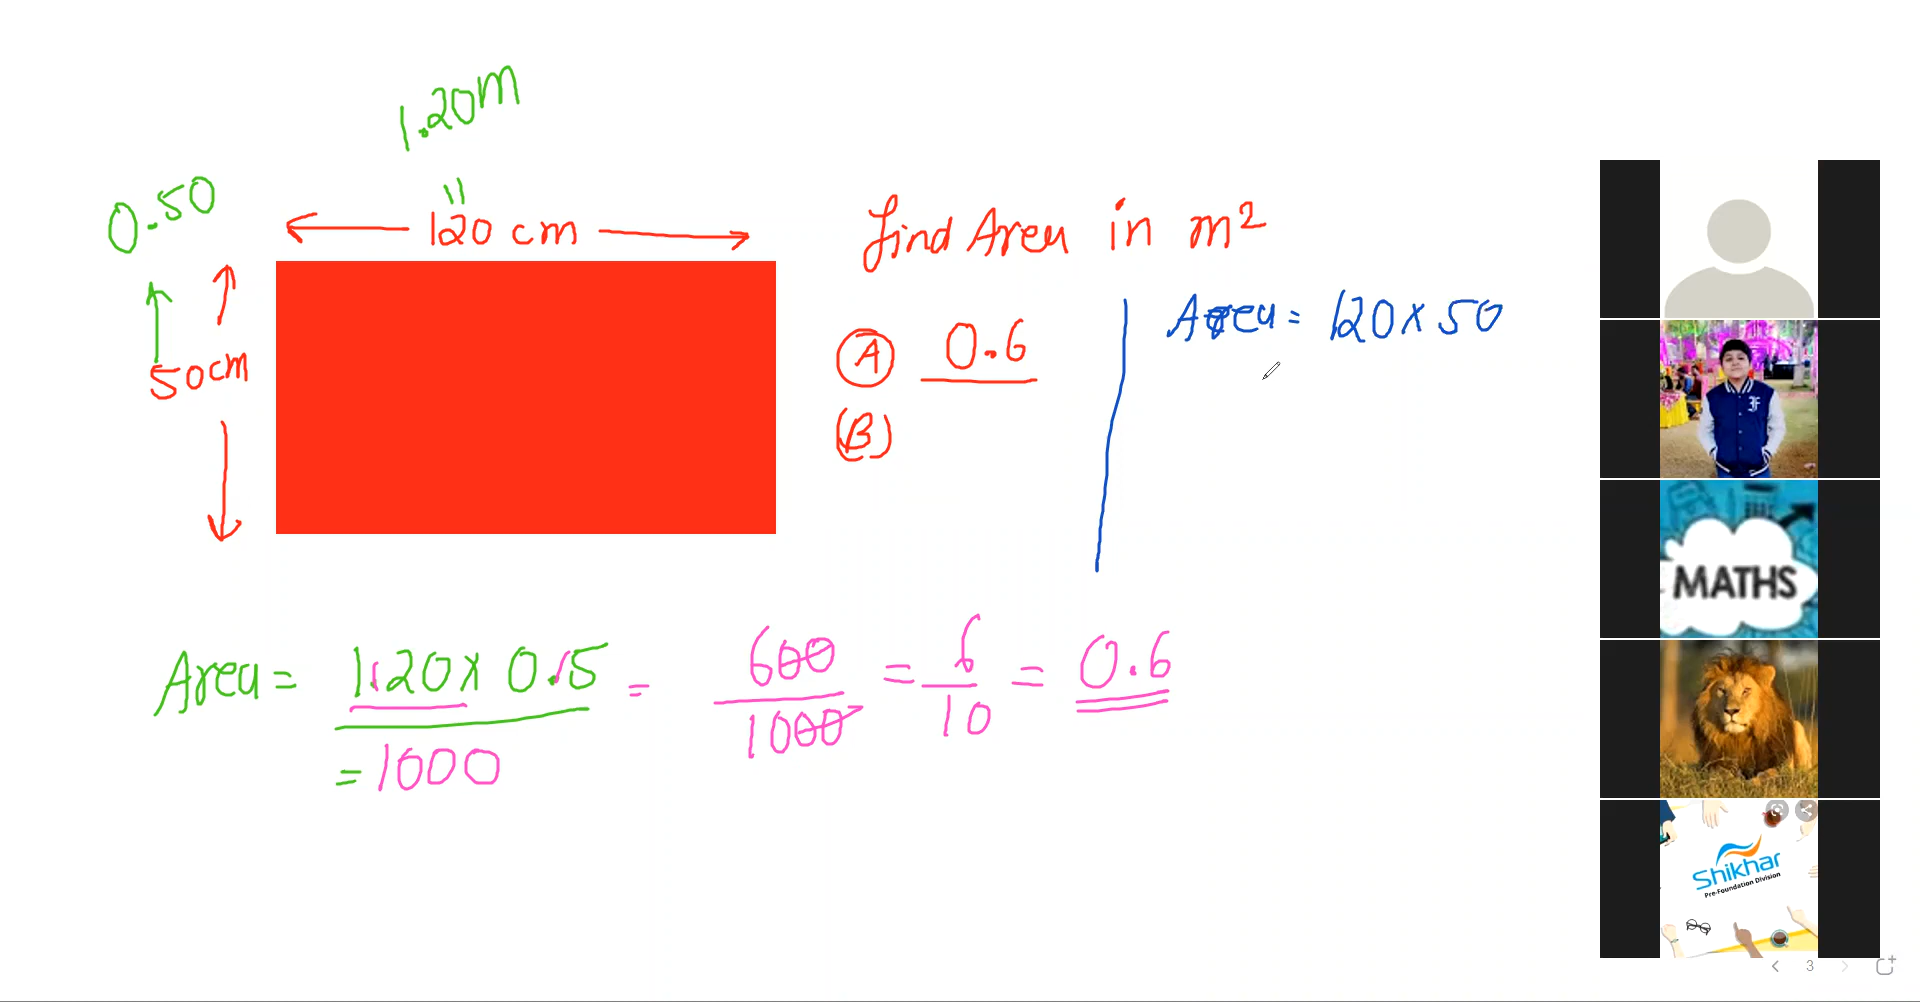 1.20m
0.50
120 cm
find Area in m²
50cm
(A) 0.6
(B)
Area = 120 × 50
Area = 1.20 × 0.5 = 600 = 6 = 0.6
= 1000 1000 10
F
MATHS
Shikhar
Pre-Foundation Division
3